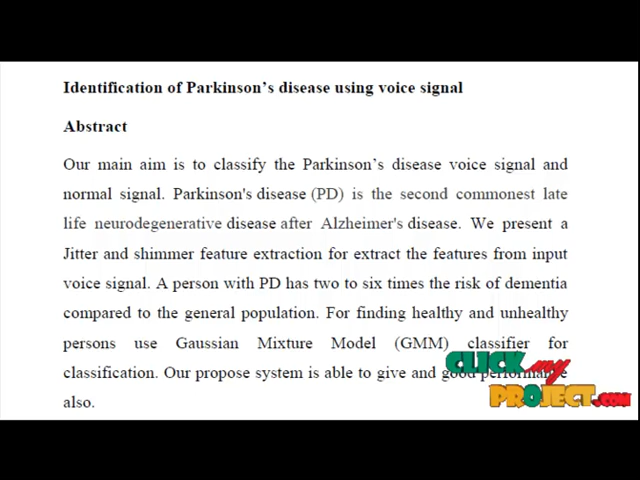 Identification of Parkinson's disease using voice signal
Abstract
Our main aim is to classify the Parkinson's disease voice signal and
normal signal. Parkinson's disease (PD) is the second commonest late
life neurodegenerative disease after Alzheimer's disease. We present a
Jitter and shimmer feature extraction for extract the features from input
voice signal. A person with PD has two to six times the risk of dementia
compared to the general population. For finding healthy and unhealthy
persons use Gaussian Mixture Model (GMM) classifier for
classification. Our propose system is able to give and good performance
also.
CLICK my
PROJECT.COM